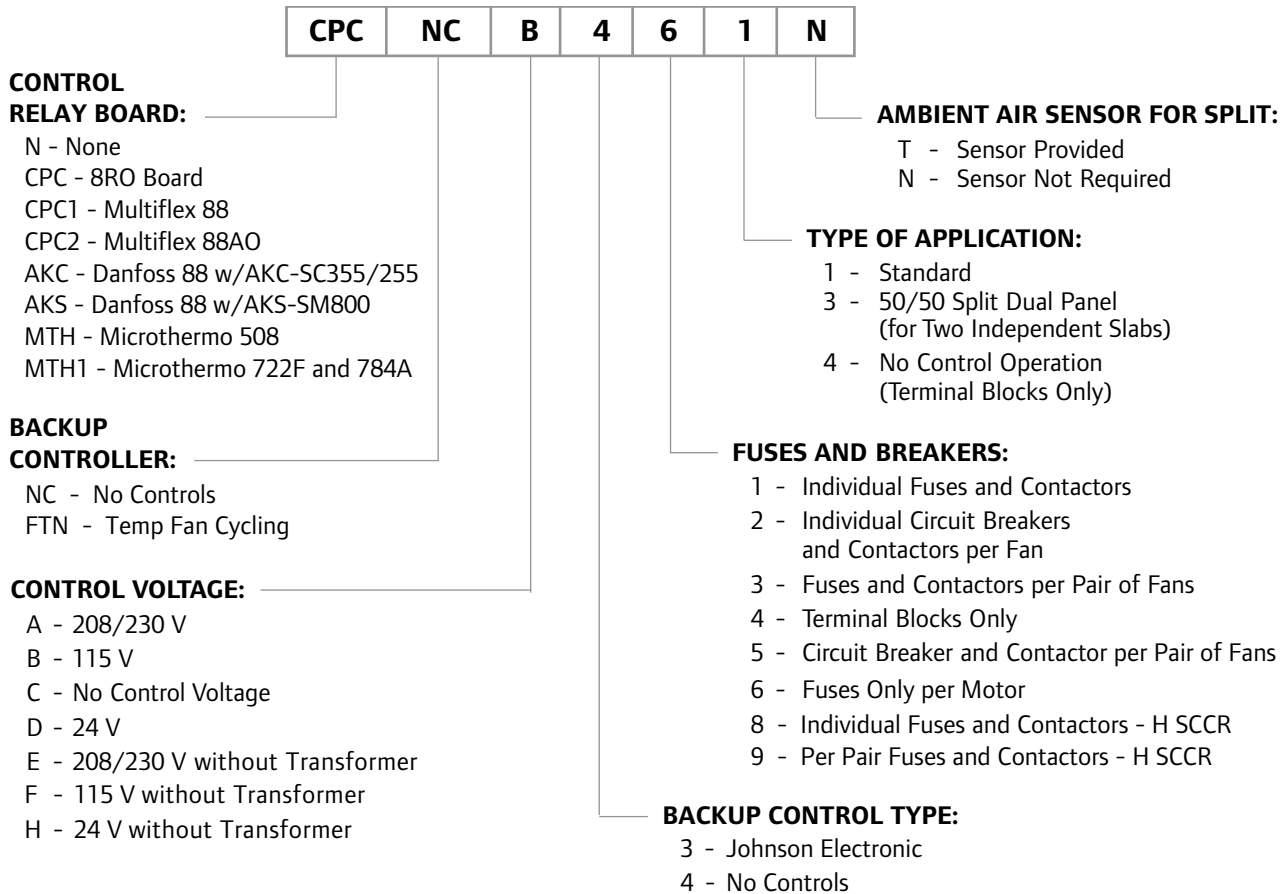 CPC NC B 4 6 1 N
CONTROL
RELAY BOARD:
N - None
CPC - 8RO Board
CPC1 - Multiflex 88
CPC2 - Multiflex 88AO
AKC - Danfoss 88 w/AKC-SC355/255
AKS - Danfoss 88 w/AKS-SM800
MTH - Microthermo 508
MTH1 - Microthermo 722F and 784A
BACKUP
CONTROLLER:
NC - No Controls
FTN - Temp Fan Cycling
CONTROL VOLTAGE:
A - 208/230 V
B - 115 V
C - No Control Voltage
D - 24 V
E - 208/230 V without Transformer
F - 115 V without Transformer
H - 24 V without Transformer
AMBIENT AIR SENSOR FOR SPLIT:
T - Sensor Provided
N - Sensor Not Required
TYPE OF APPLICATION:
1 - Standard
3 - 50/50 Split Dual Panel
(for Two Independent Slabs)
4 - No Control Operation
(Terminal Blocks Only)
FUSES AND BREAKERS:
1 - Individual Fuses and Contactors
2 - Individual Circuit Breakers
and Contactors per Fan
3 - Fuses and Contactors per Pair of Fans
4 - Terminal Blocks Only
5 - Circuit Breaker and Contactor per Pair of Fans
6 - Fuses Only per Motor
8 - Individual Fuses and Contactors - H SCCR
9 - Per Pair Fuses and Contactors - H SCCR
BACKUP CONTROL TYPE:
3 - Johnson Electronic
4 - No Controls